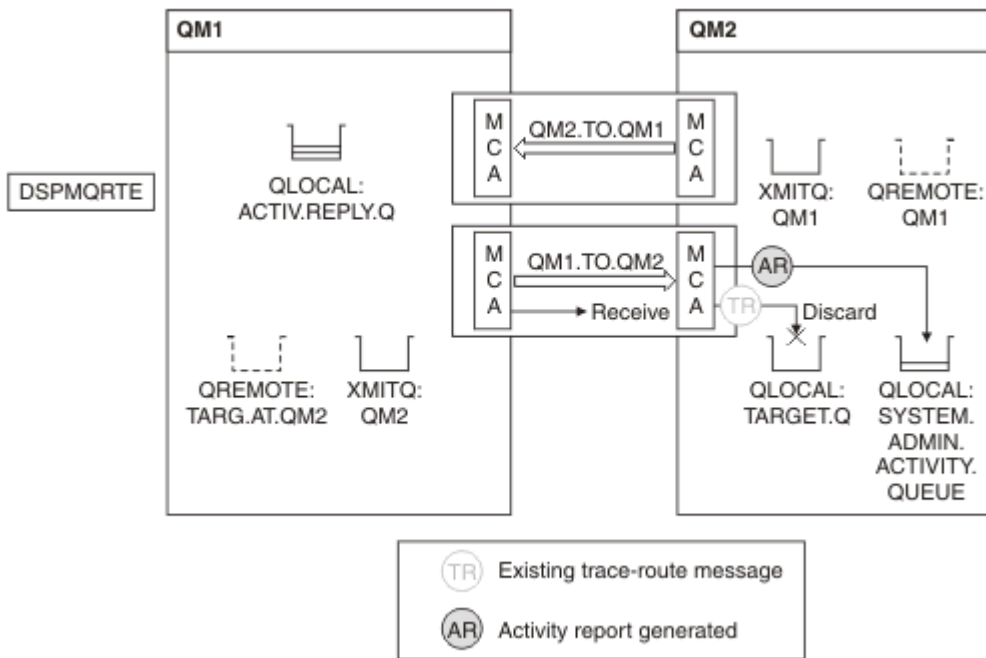 QM1
QM2
DSPMQRTE
QLOCAL:
ACTIV.REPLY.Q
M
C
A
QM2.TO.QM1
M
C
A
XMITQ:
QM1
QREMOTE:
QM1
M
C
A
QM1.TO.QM2
Receive
M
C
A
AR
TR
Discard
QREMOTE:
TARG.AT.QM2
XMITQ:
QM2
QLOCAL:
TARGET.Q
QLOCAL:
SYSTEM.
ADMIN.
ACTIVITY.
QUEUE
TR Existing trace-route message
AR Activity report generated